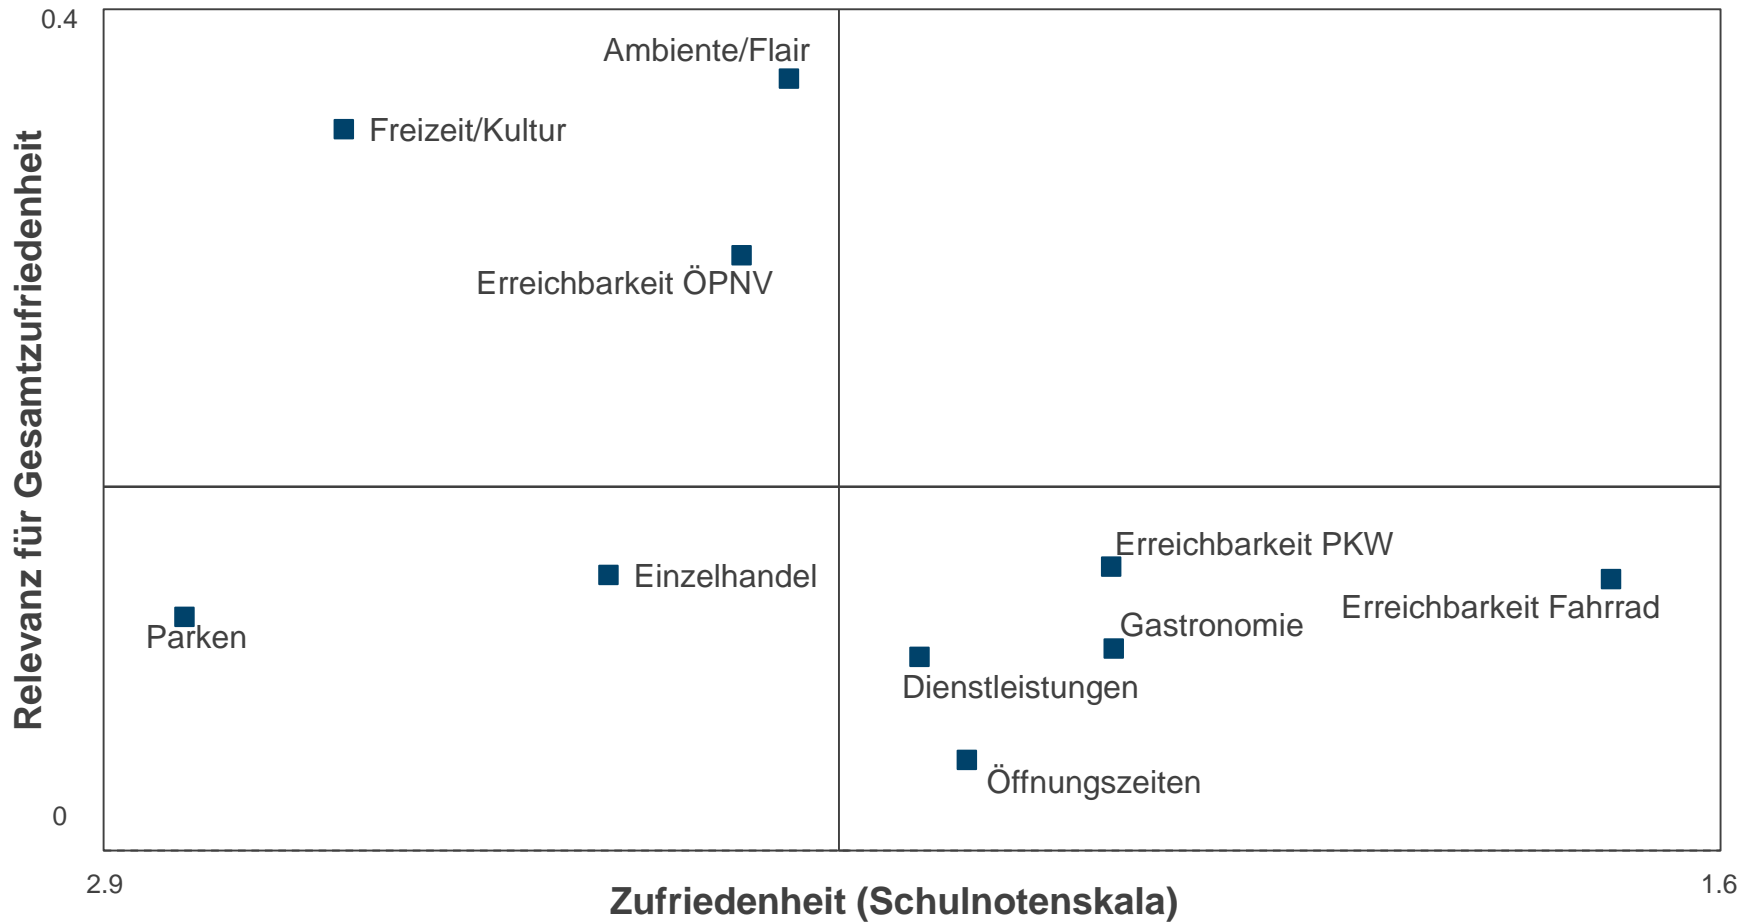 0.4
Ambiente/Flair
Freizeit/Kultur
Erreichbarkeit ÖPNV
Relevanz für Gesamtzufriedenheit
Erreichbarkeit PKW
Einzelhandel
Erreichbarkeit Fahrrad
Gastronomie
Parken
Dienstleistungen
Öffnungszeiten
0
2.9
Zufriedenheit (Schulnotenskala)
1.6